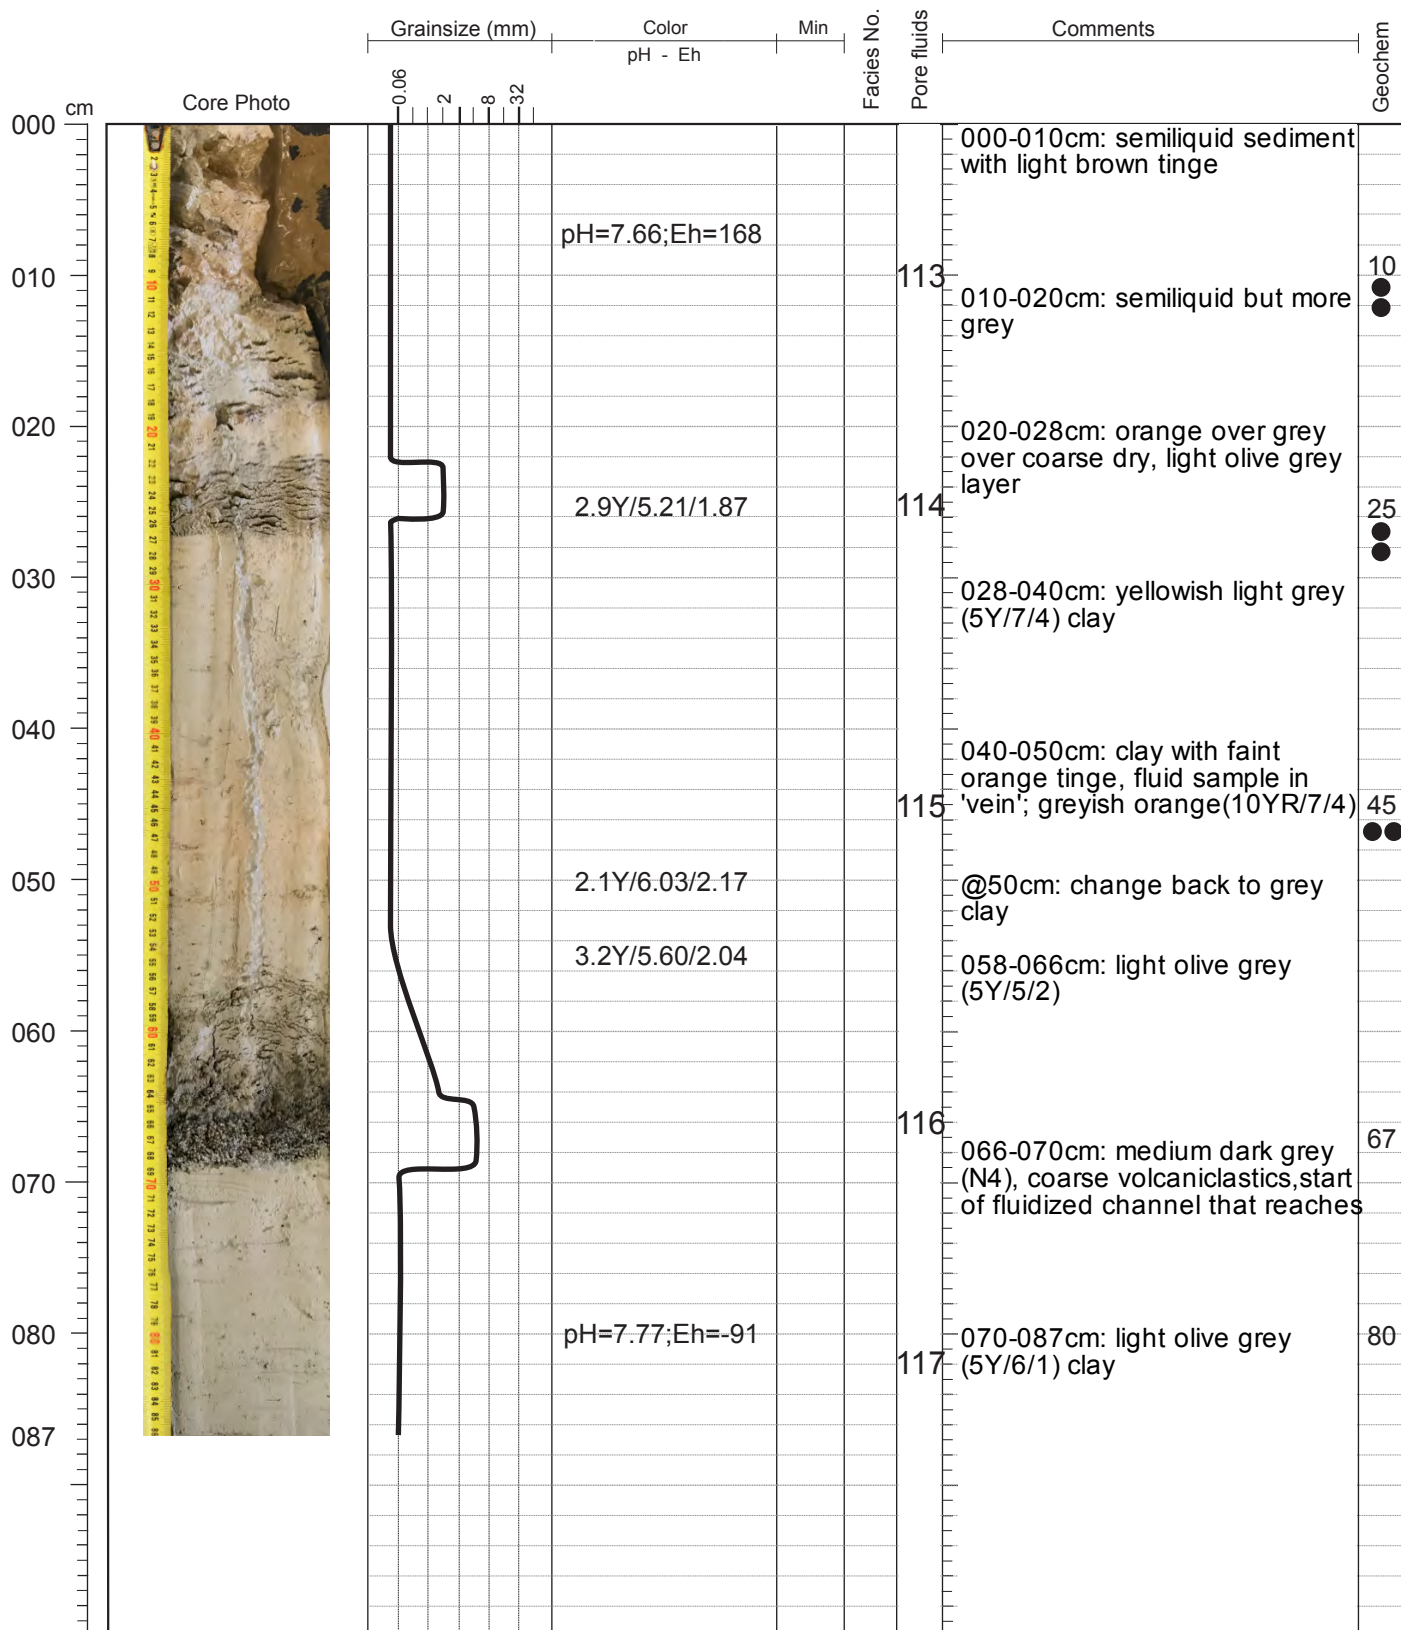 Grainsize (mm)
Color
Min
pH - Eh
Facies No.
Pore fluids
Comments
Geochem
cm
Core Photo
0.06
2
8
32
000
000-010cm: semiliquid sediment
with light brown tinge
pH=7.66;Eh=168
010
113
10
010-020cm: semiliquid but more
grey
020
020-028cm: orange over grey
over coarse dry, light olive grey
layer
2.9Y/5.21/1.87
114
25
030
028-040cm: yellowish light grey
(5Y/7/4) clay
040
040-050cm: clay with faint
orange tinge, fluid sample in
'vein'; greyish orange(10YR/7/4)
115
45
050
2.1Y/6.03/2.17
@50cm: change back to grey
clay
3.2Y/5.60/2.04
058-066cm: light olive grey
(5Y/5/2)
060
116
67
066-070cm: medium dark grey
(N4), coarse volcaniclastics,start
of fluidized channel that reaches
070
080
pH=7.77;Eh=-91
070-087cm: light olive grey
(5Y/6/1) clay
80
117
087